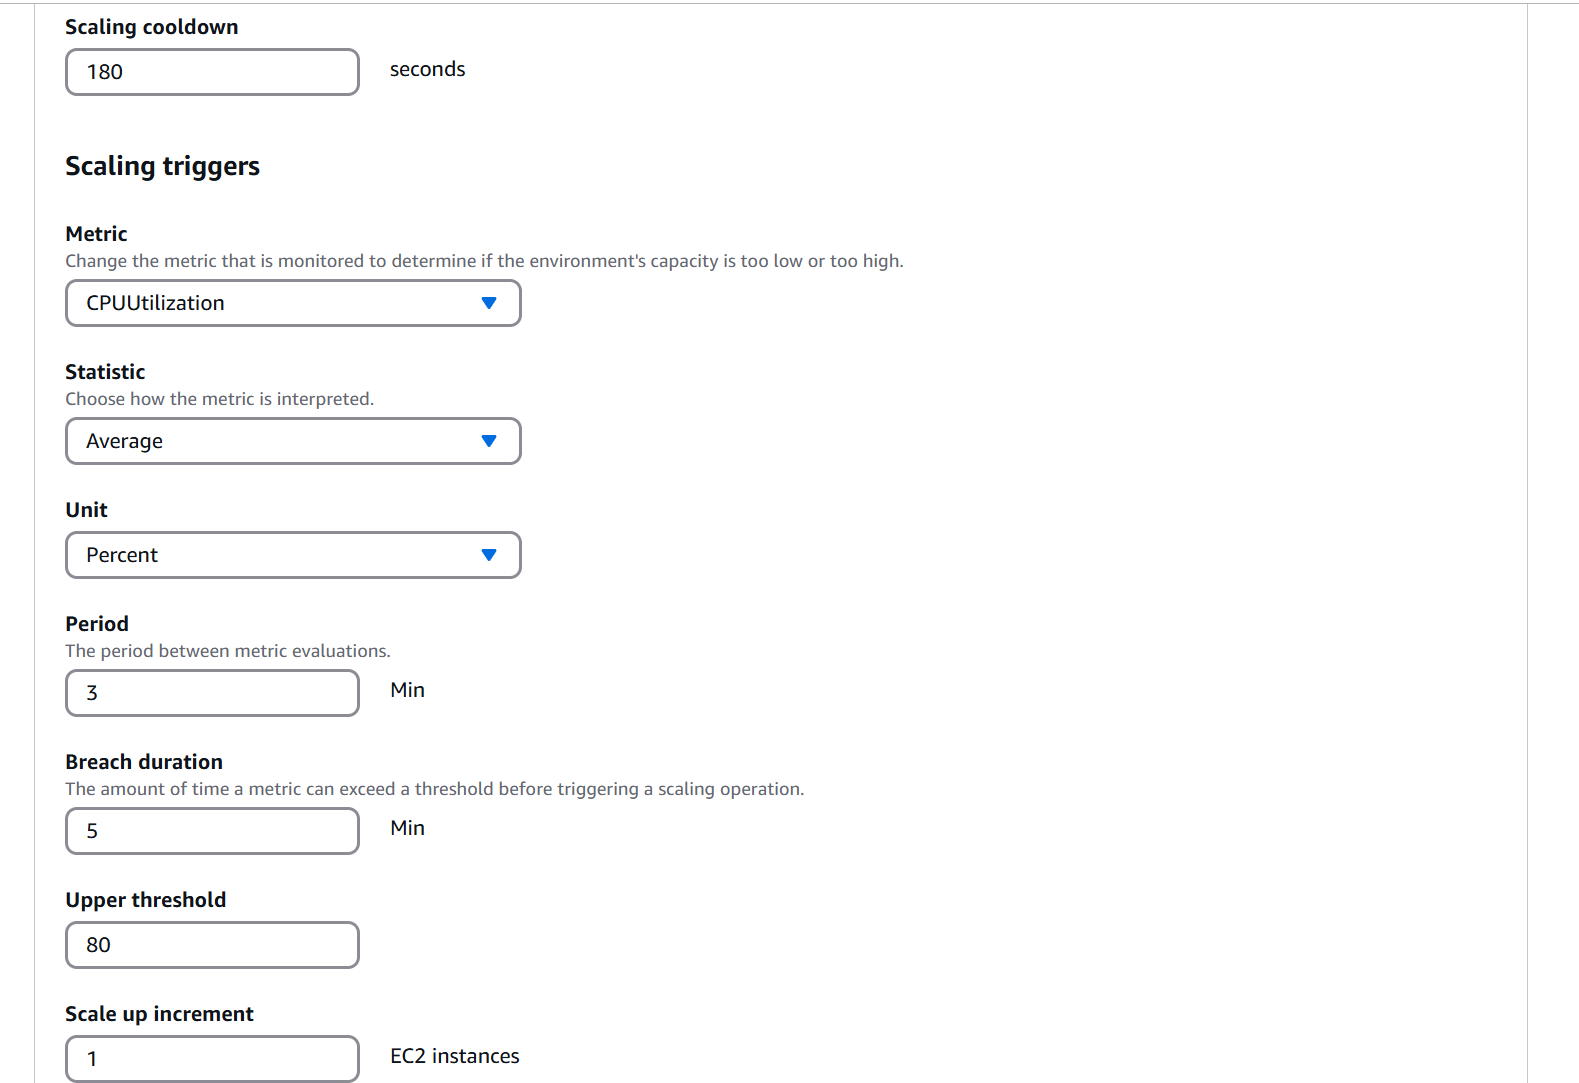 Scaling cooldown
180 seconds
Scaling triggers
Metric
Change the metric that is monitored to determine if the environment's capacity is too low or too high.
CPUUtilization
Statistic
Choose how the metric is interpreted.
Average
Unit
Percent
Period
The period between metric evaluations.
3 Min
Breach duration
The amount of time a metric can exceed a threshold before triggering a scaling operation.
5 Min
Upper threshold
80
Scale up increment
1 EC2 instances